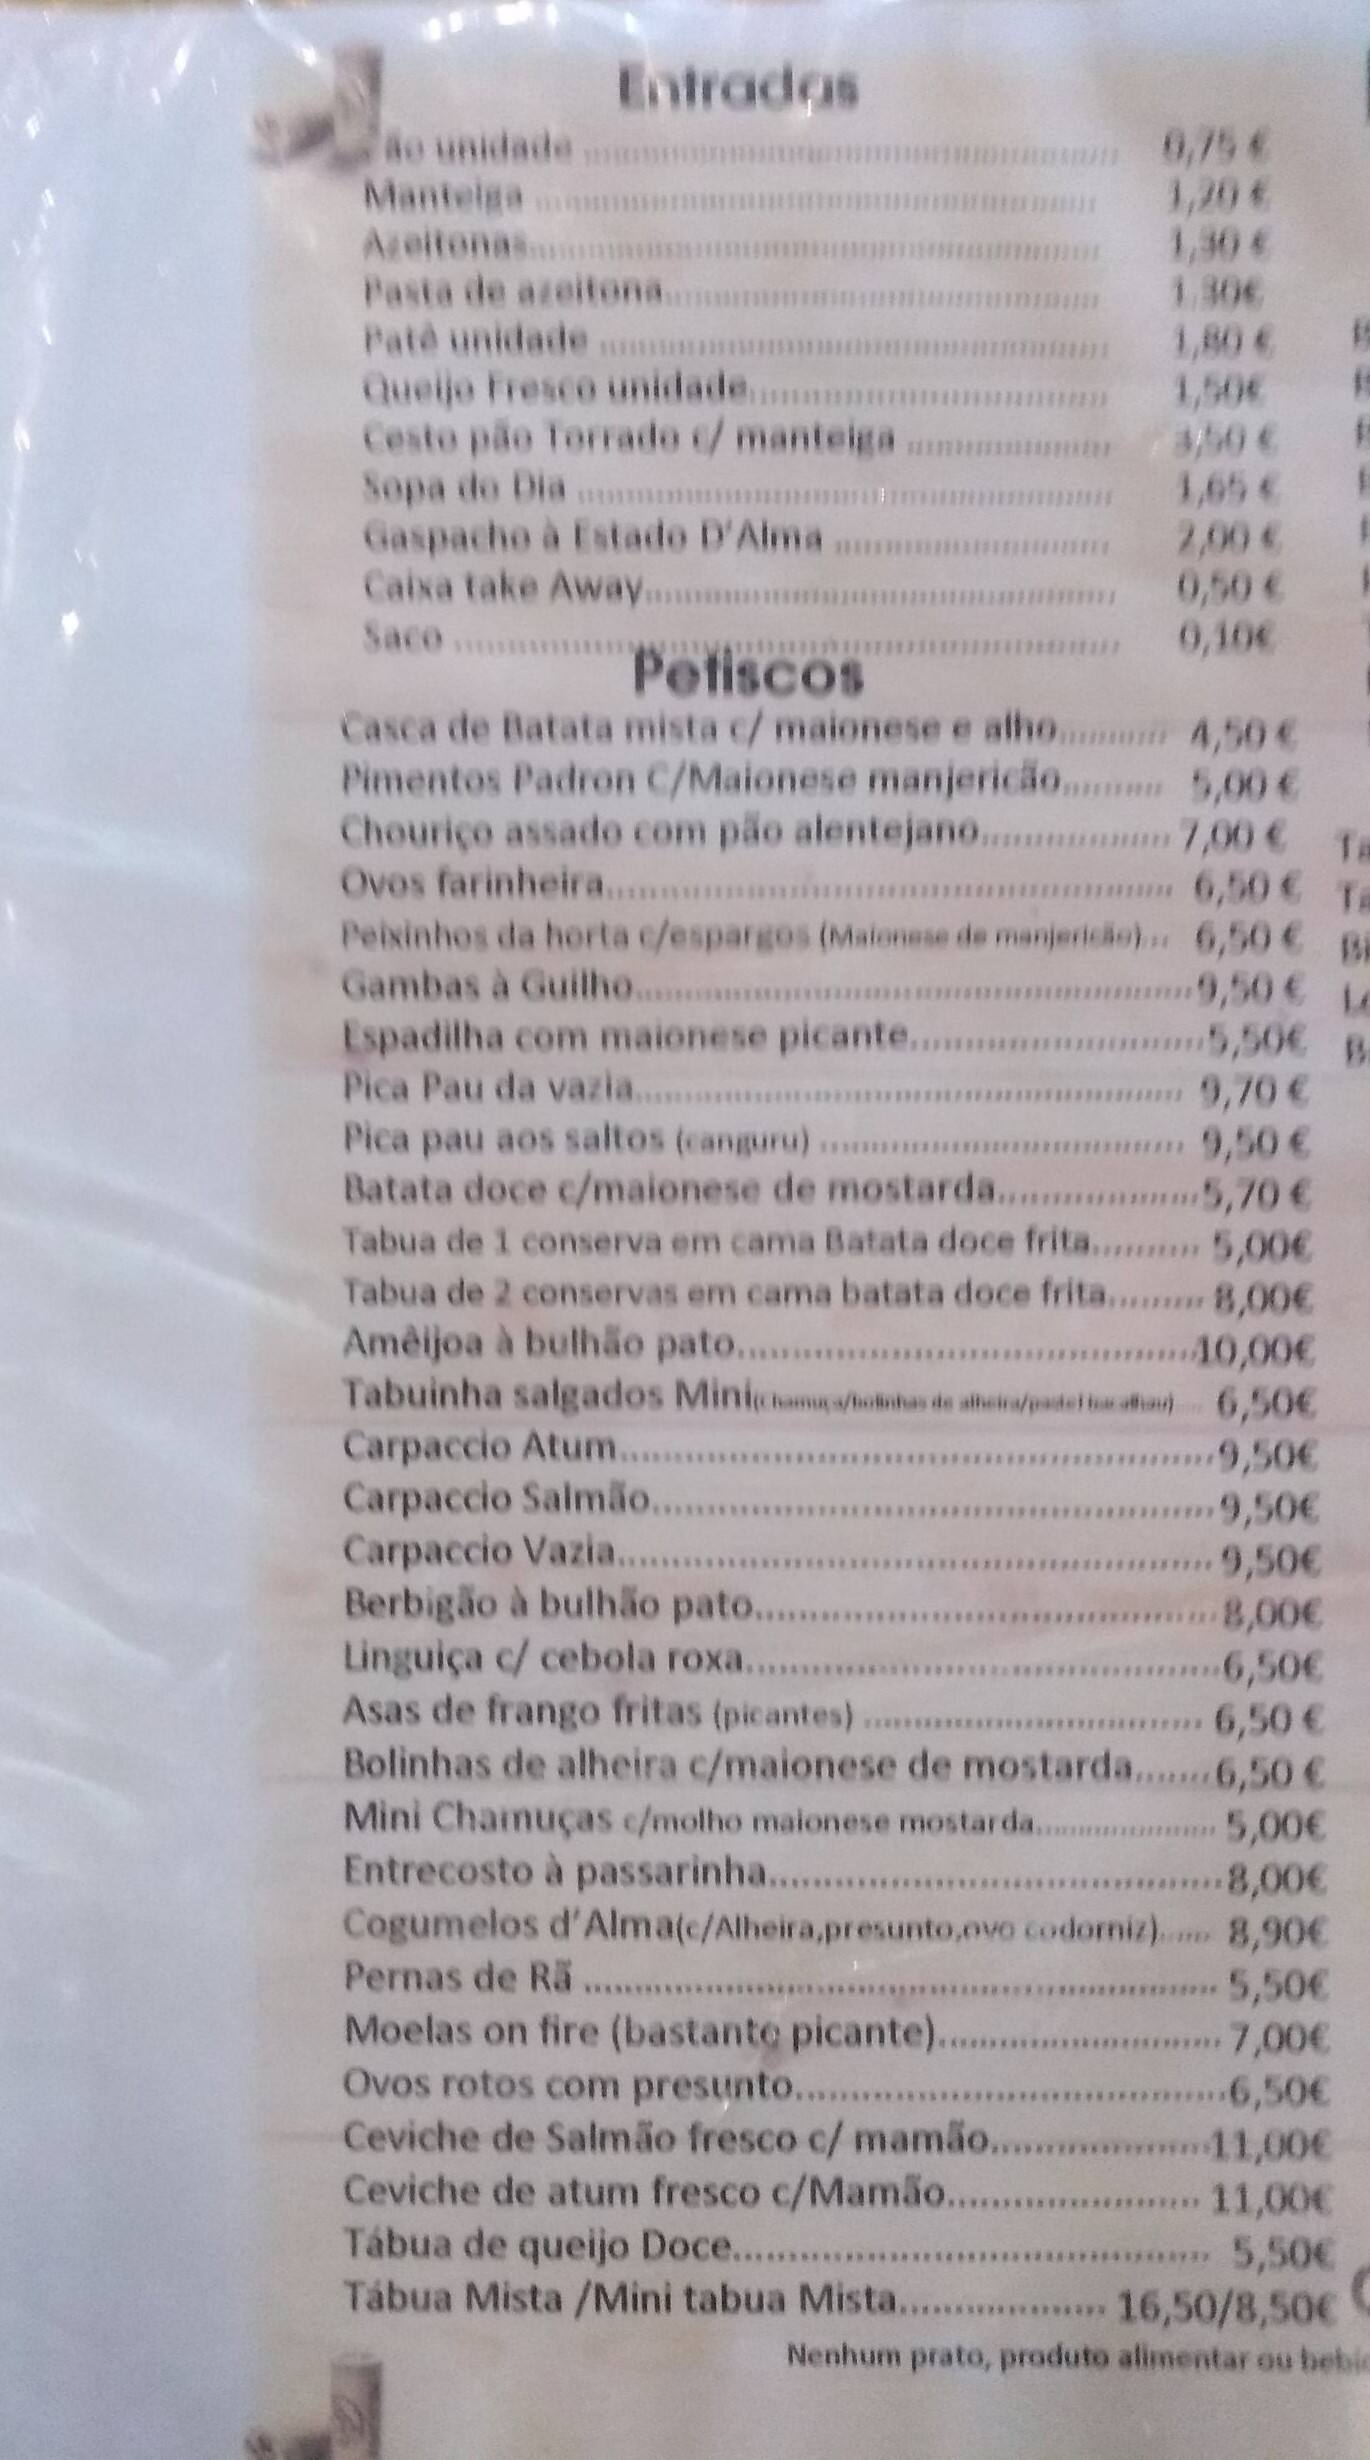 Entradas
ão unidade ........ 0,75 €
Manteiga ........ 1,20 €
Azeitonas........ 1,30 €
Pasta de azeitona........ 1.30€
Patê unidade ........ 1,80 €
Queijo Fresco unidade........ 1,50€
Cesto pão Torrado c/ manteiga ........ 3,50 €
Sopa do Dia ........ 1,65 €
Gaspacho à Estado D'Alma ........ 2,00 €
Caixa take Away........ 0,50 €
Saco ........ 0,10€
Petiscos
Casca de Batata mista c/ maionese e alho........ 4,50 €
Pimentos Padron C/Maionese manjericão........ 5,00 €
Chouriço assado com pão alentejano........ 7,00 €
Ovos farinheira........ 6,50 €
Peixinhos da horta c/espargos (Maionese de manjericão)... 6,50 €
Gambas à Guilho........9,50 €
Espadilha com maionese picante........5,50€
Pica Pau da vazia........ 9,70 €
Pica pau aos saltos (canguru) ........ 9,50 €
Batata doce c/maionese de mostarda........5,70 €
Tabua de 1 conserva em cama Batata doce frita........ 5,00€
Tabua de 2 conservas em cama batata doce frita........ 8,00€
Amêijoa à bulhão pato........10,00€
Tabuinha salgados Mini(Chamuça/bolinhas de alheira/pastel bacalhau).... 6,50€
Carpaccio Atum........9,50€
Carpaccio Salmão........9,50€
Carpaccio Vazia........ 9,50€
Berbigão à bulhão pato........8,00€
Linguiça c/ cebola roxa........6,50€
Asas de frango fritas (picantes) ........ 6,50 €
Bolinhas de alheira c/maionese de mostarda.......6,50 €
Mini Chamuças c/molho maionese mostarda........ 5,00€
Entrecosto à passarinha........8,00€
Cogumelos d'Alma(c/Alheira,presunto,ovo codorniz)...... 8,90€
Pernas de Rã ........ 5,50€
Moelas on fire (bastante picante)........ 7,00€
Ovos rotos com presunto........6,50€
Ceviche de Salmão fresco c/ mamão........11,00€
Ceviche de atum fresco c/Mamão........ 11,00€
Tábua de queijo Doce........ 5,50€
Tábua Mista /Mini tabua Mista........ 16,50/8,50€
Nenhum prato, produto alimentar ou bebi